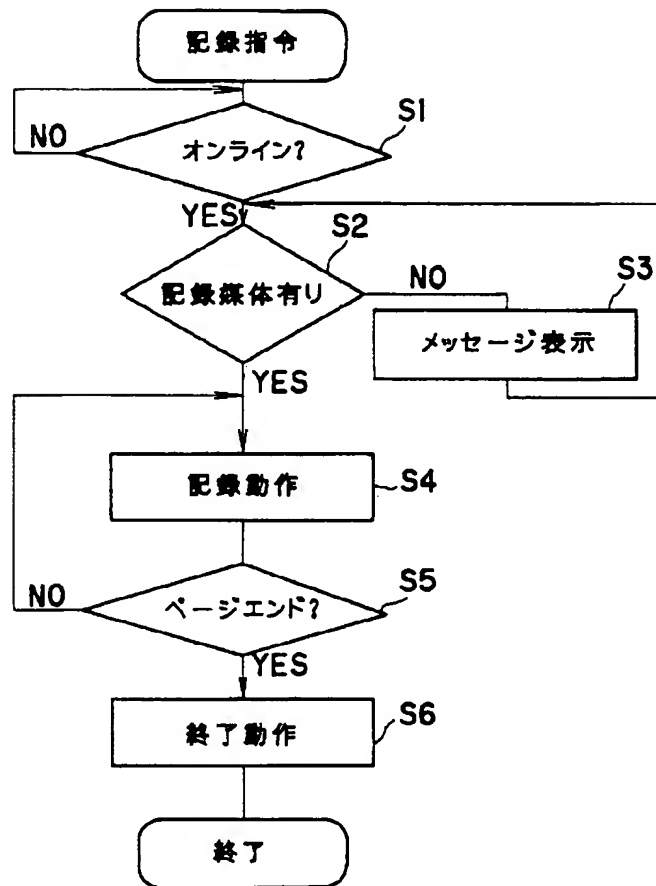 記録指令
S1
NO
オンライン?
YES
S2
NO
S3
記録媒体有り
メッセージ表示
YES
記録動作
S4
NO
ページエンド?
S5
YES
終了動作
S6
終了